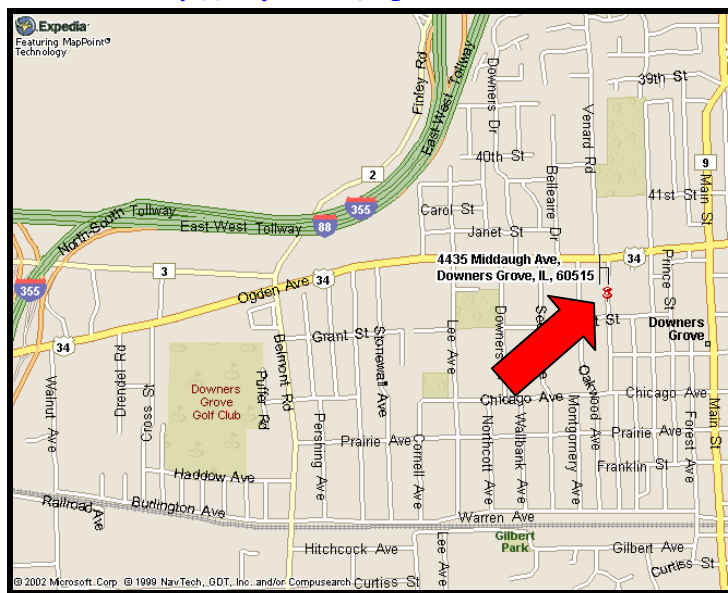 Expedia
Featuring MapPoint®
Technology
Finley Rd
East-West Tollway
Downers Dr
Venard Rd
39th St
40th St
Belleaire Dr
9
Main St
2
41st St
Carol St
Janet St
North-South Tollway
East West Tollway
88
355
34
Ogden Ave
34
3
355
34
4435 Middaugh Ave,
Downers Grove, IL, 60515
Prince St
Downers
Grove
Grant St
Stonewall Ave
Lee Ave
Downers
St
Belmont Rd
Drendel Rd
Cross St
Walnut Ave
Downers
Grove
Golf Club
Puffer Rd
Pershing Ave
Cornell Ave
Prairie Ave
Chicago Ave
Chicago Ave
Oakwood Ave
Montgomery Ave
Wallbank Ave
Northcott Ave
Prairie Ave
Forest Ave
Main St
Franklin St
Haddow Ave
Railroad Ave
Burlington Ave
Warren Ave
Gilbert
Park
Hitchcock Ave
Lee Ave
Gilbert Ave
Curtiss St
Curtiss St
© 2002 Microsoft Corp © 1999 NavTech, GDT, Inc. and/or Compusearch